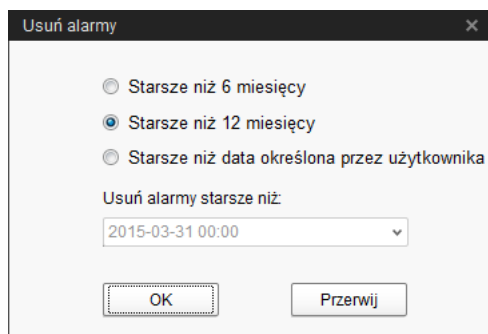 Usuń alarmy
Starsze niż 6 miesięcy
Starsze niż 12 miesięcy
Starsze niż data określona przez użytkownika
Usuń alarmy starsze niż:
2015-03-31 00:00
OK
Przerwij